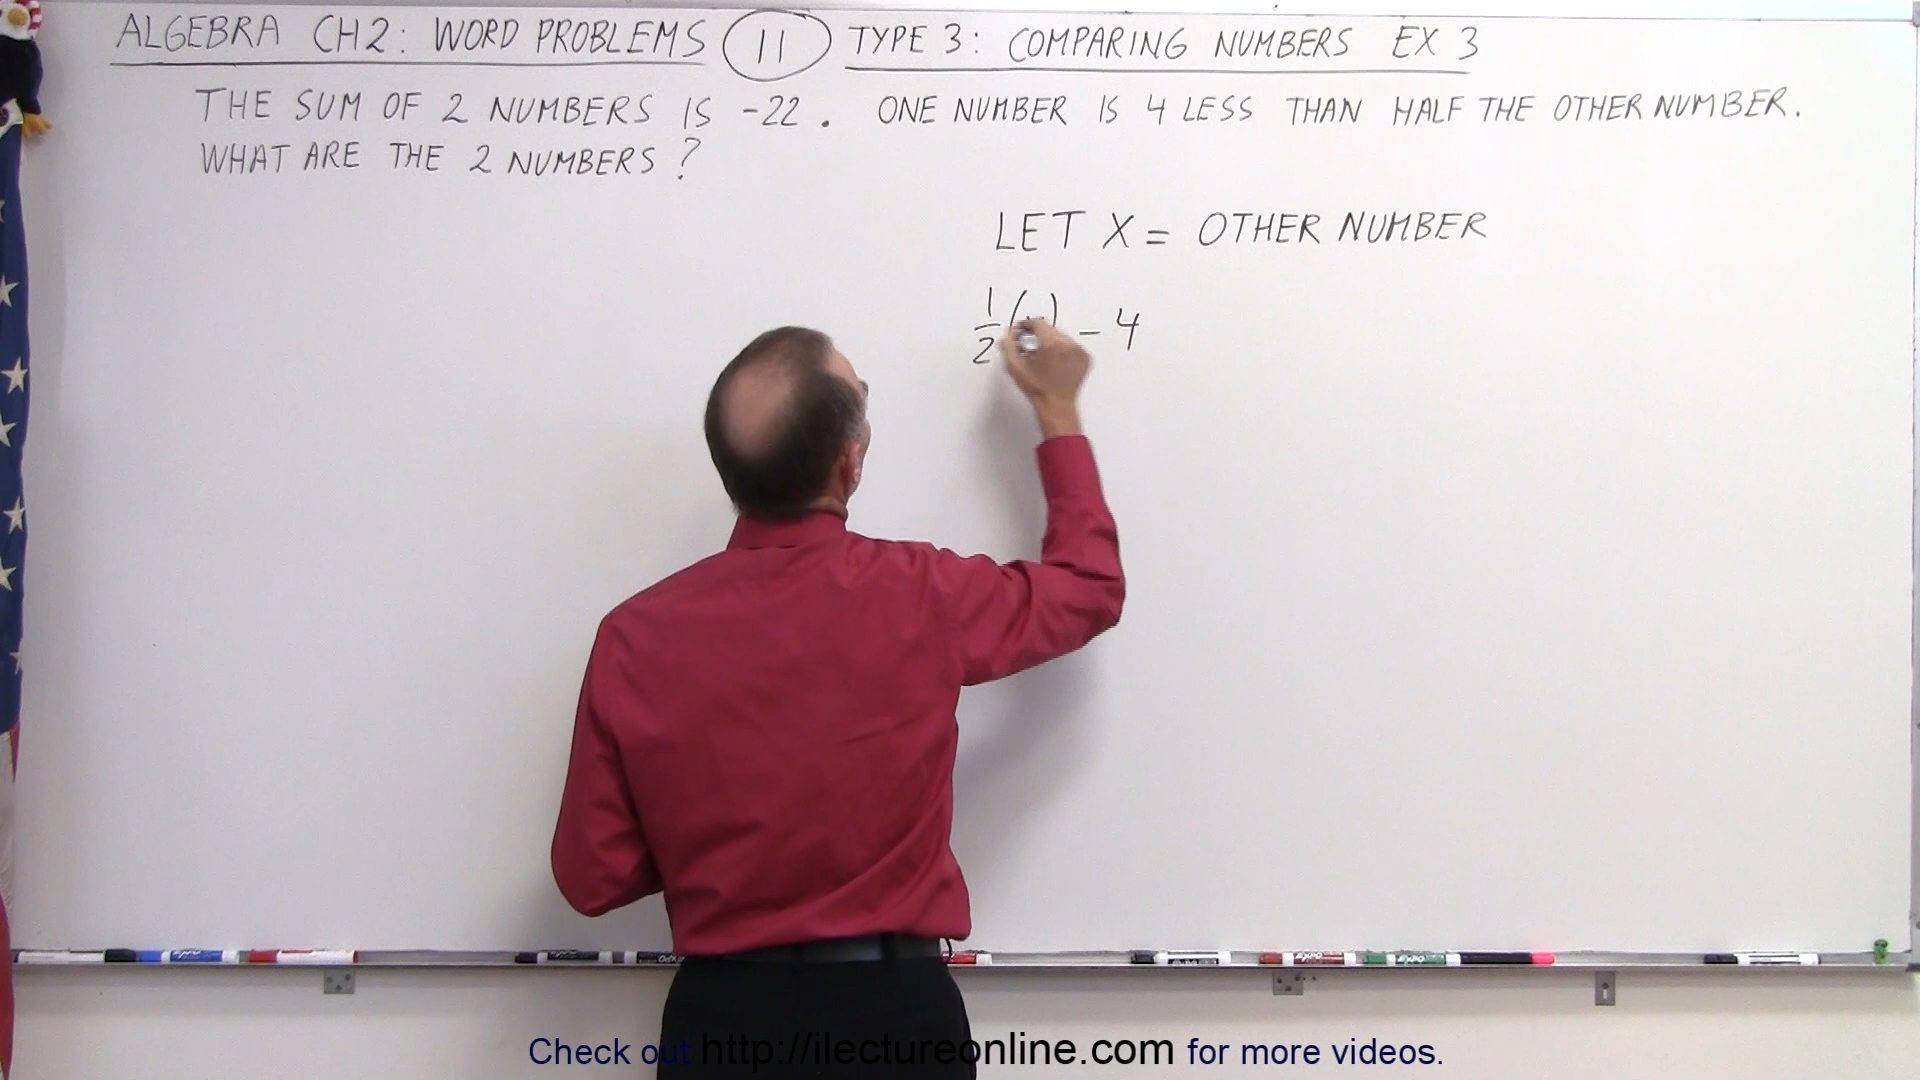 ALGEBRA CH2: WORD PROBLEMS 11 TYPE 3: COMPARING NUMBERS EX 3
THE SUM OF 2 NUMBERS IS -22. ONE NUMBER IS 4 LESS THAN HALF THE OTHER NUMBER.
WHAT ARE THE 2 NUMBERS?
LET X = OTHER NUMBER
1/2( ) - 4
Check out http://ilectureonline.com for more videos.